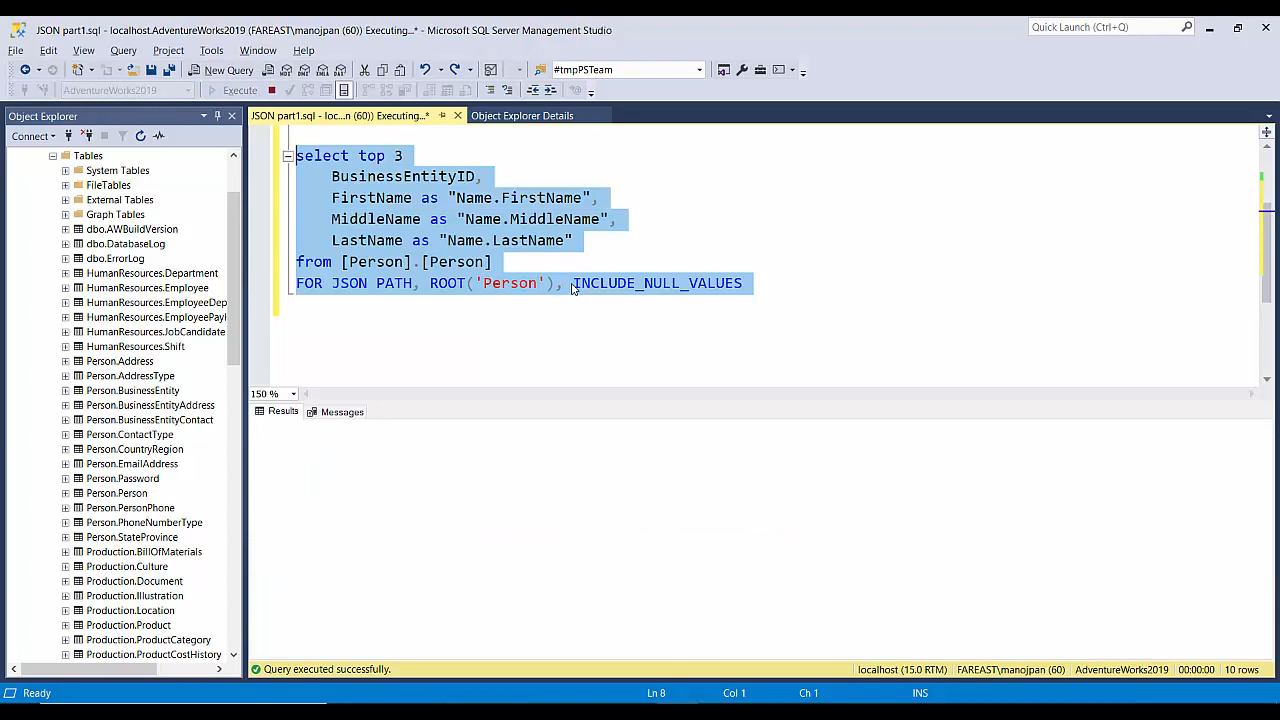 JSON part1.sql - localhost.AdventureWorks2019 (FAREAST\manojpan (60)) Executing...* - Microsoft SQL Server Management Studio
Quick Launch (Ctrl+Q)
File Edit View Query Project Tools Window Help
New Query
#tmpPSTeam
AdventureWorks2019
Execute
Object Explorer
JSON part1.sql - loc...n (60)) Executing...*
Object Explorer Details
Connect
Tables
System Tables
FileTables
External Tables
Graph Tables
dbo.AWBuildVersion
dbo.DatabaseLog
dbo.ErrorLog
HumanResources.Department
HumanResources.Employee
HumanResources.EmployeeDep
HumanResources.EmployeePayl
HumanResources.JobCandidate
HumanResources.Shift
Person.Address
Person.AddressType
Person.BusinessEntity
Person.BusinessEntityAddress
Person.BusinessEntityContact
Person.ContactType
Person.CountryRegion
Person.EmailAddress
Person.Password
Person.Person
Person.PersonPhone
Person.PhoneNumberType
Person.StateProvince
Production.BillOfMaterials
Production.Culture
Production.Document
Production.Illustration
Production.Location
Production.Product
Production.ProductCategory
Production.ProductCostHistory
select top 3
BusinessEntityID,
FirstName as "Name.FirstName",
MiddleName as "Name.MiddleName",
LastName as "Name.LastName"
from [Person].[Person]
FOR JSON PATH, ROOT('Person'), INCLUDE_NULL_VALUES
150 %
Results Messages
Query executed successfully.
localhost (15.0 RTM) FAREAST\manojpan (60) AdventureWorks2019 00:00:00 10 rows
Ready
Ln 8 Col 1 Ch 1 INS